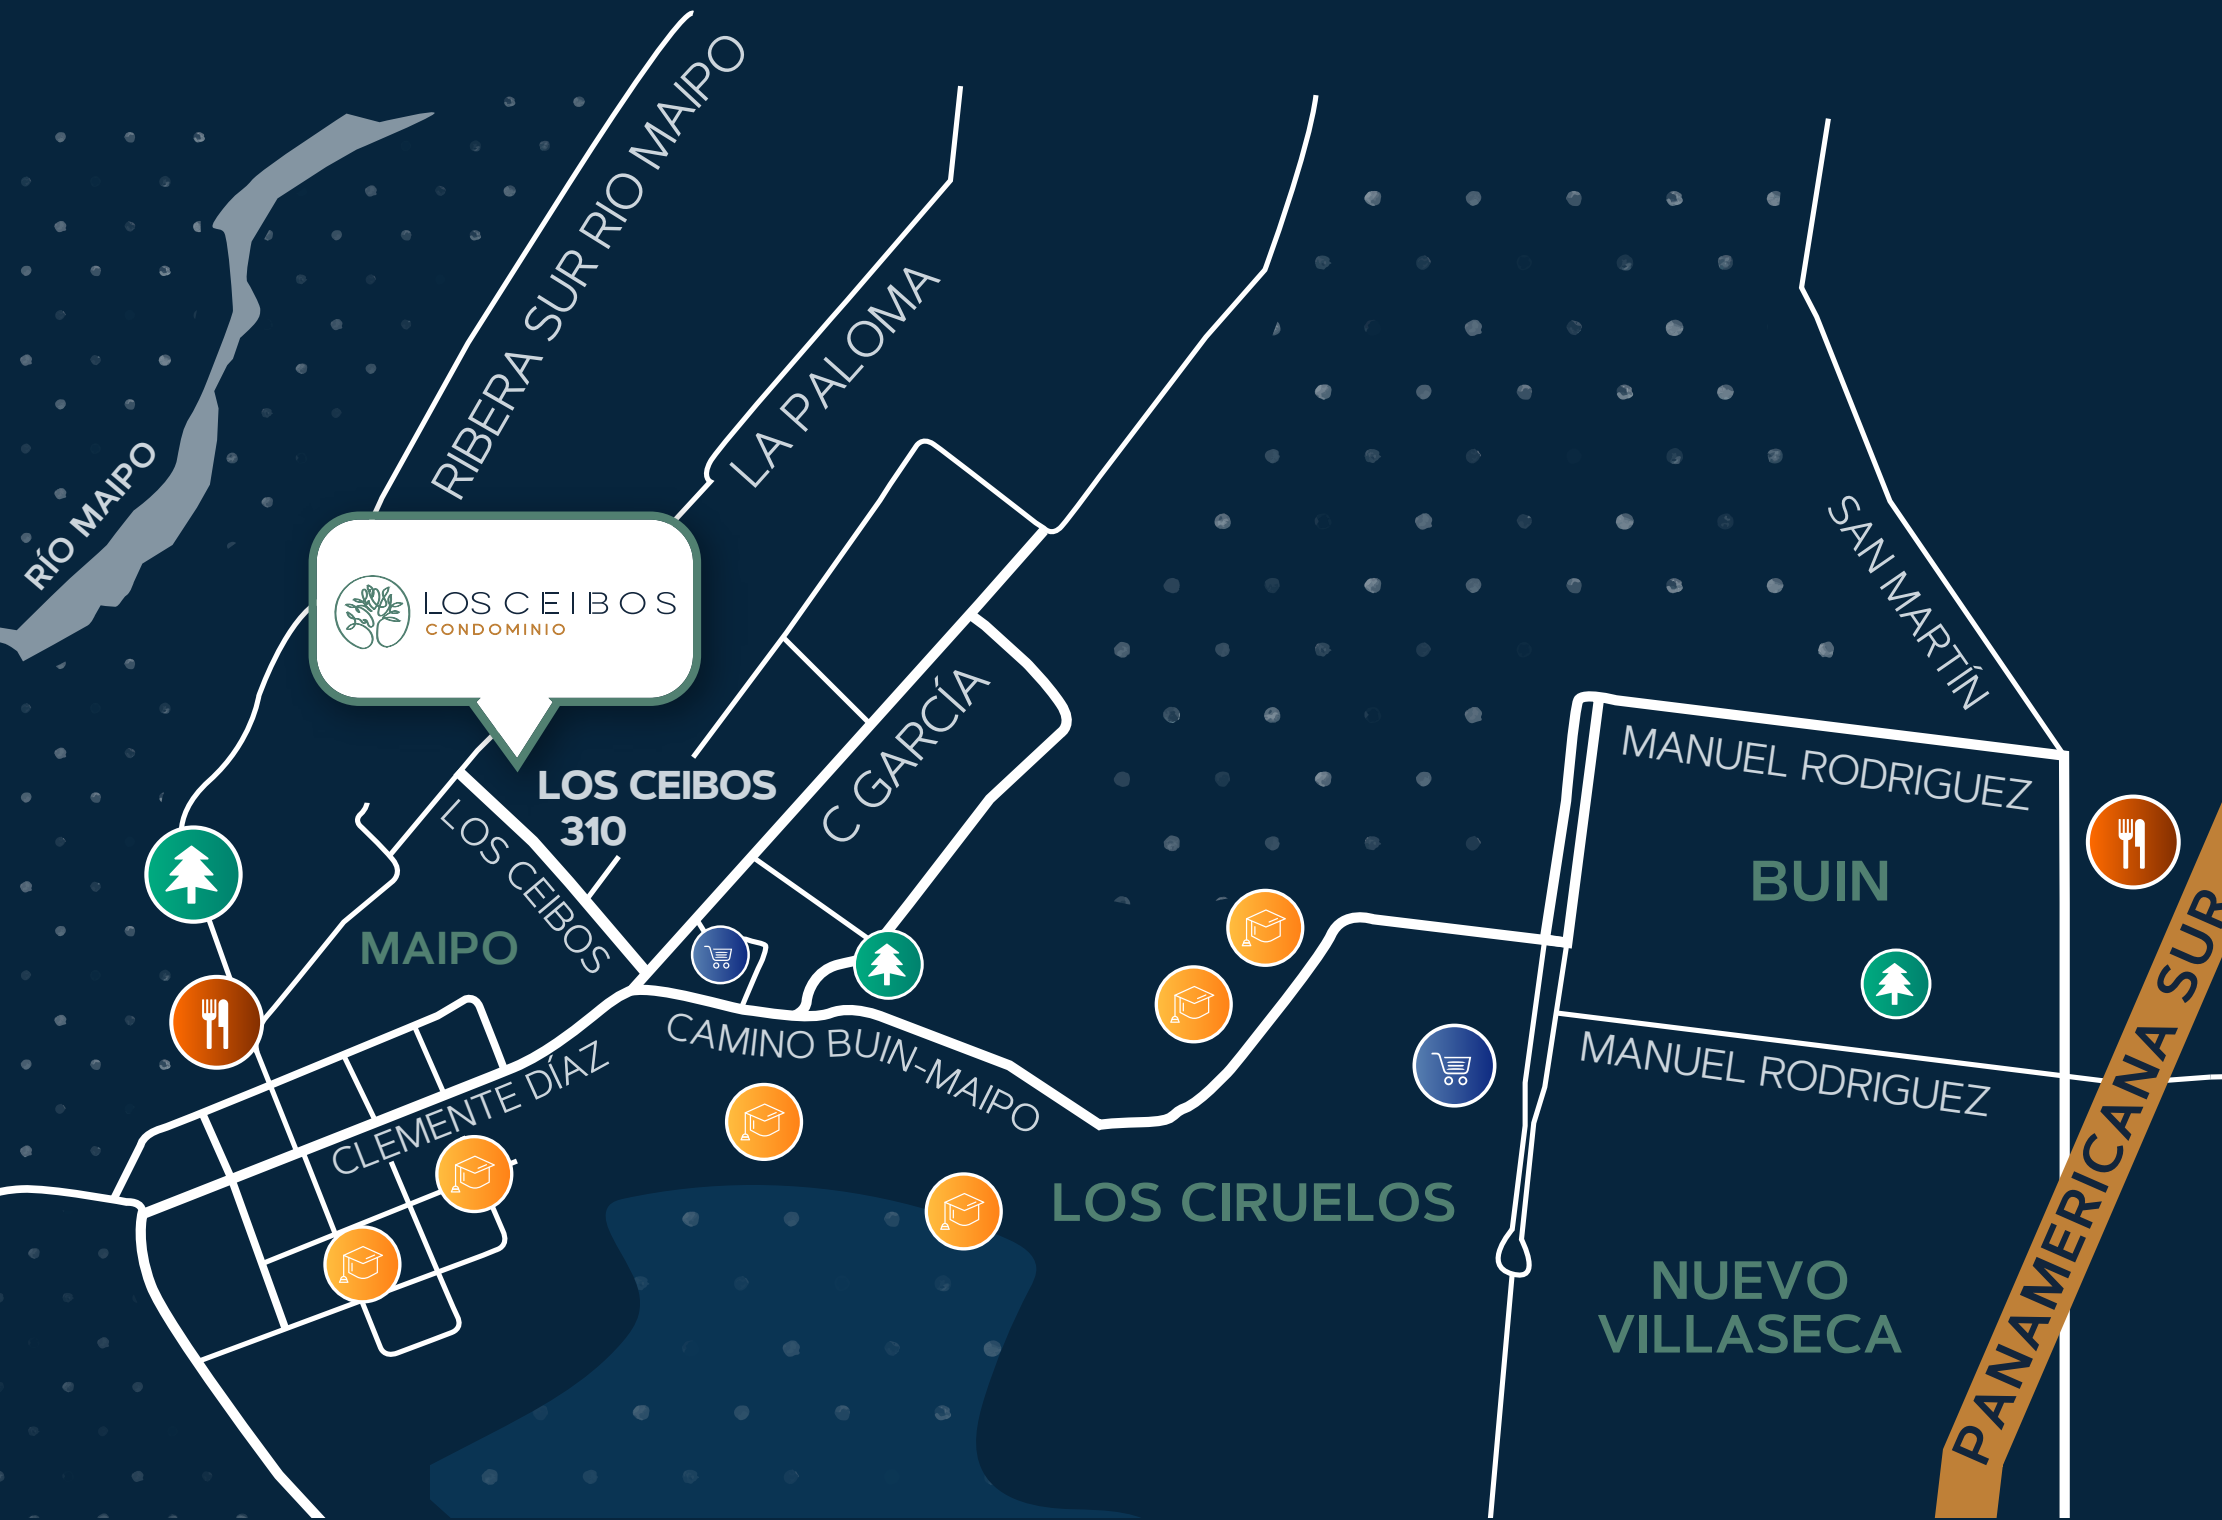 RIBERA SUR RIO MAIPO
LA PALOMA
RÍO MAIPO
SAN MARTÍN
LOS CEIBOS
CONDOMINIO
C GARCÍA
MANUEL RODRIGUEZ
LOS CEIBOS
310
LOS CEIBOS
BUIN
MAIPO
PANAMERICANA SUR
CAMINO BUIN-MAIPO
MANUEL RODRIGUEZ
CLEMENTE DÍAZ
LOS CIRUELOS
NUEVO
VILLASECA